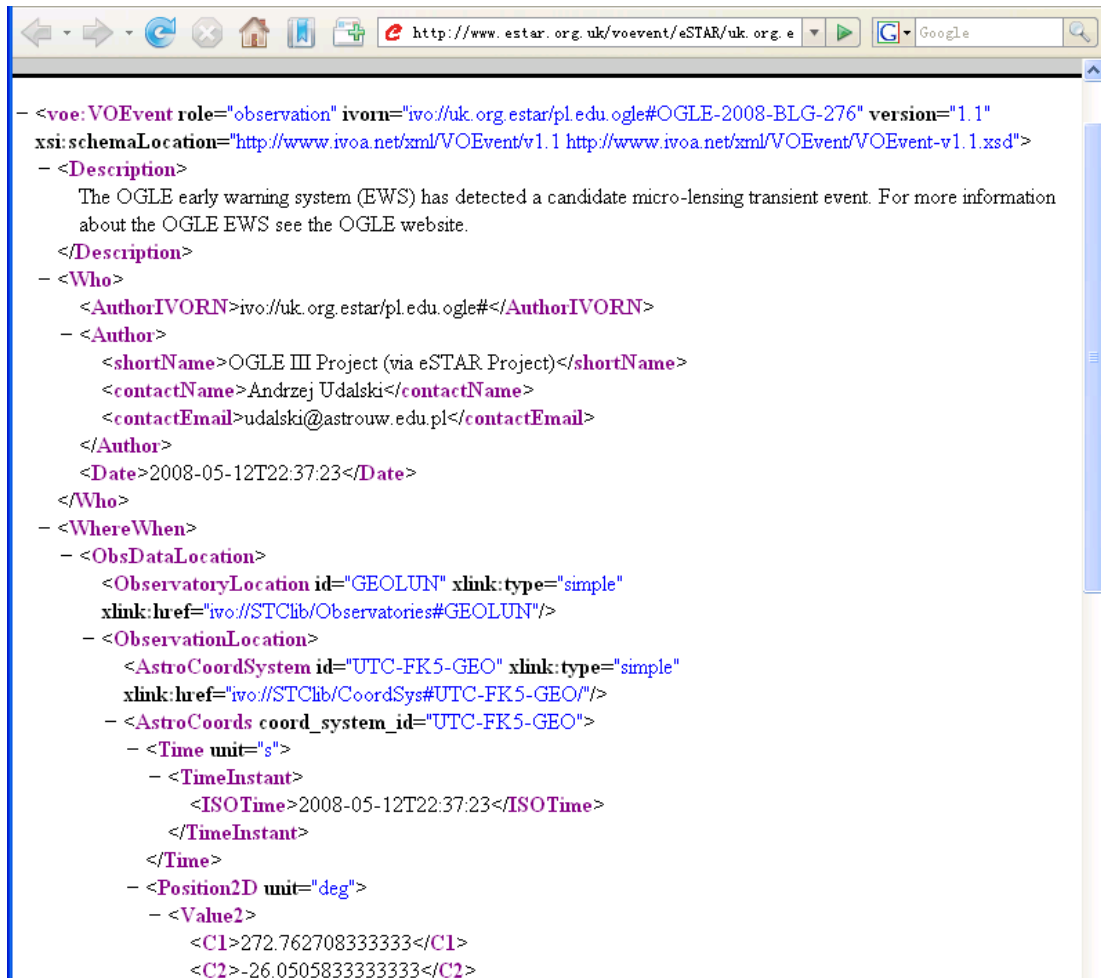 http://www.estar.org.uk/voevent/eSTAR/uk.org.e
G Google
− <voe:VOEvent role="observation" ivorn="ivo://uk.org.estar/pl.edu.ogle#OGLE-2008-BLG-276" version="1.1"
xsi:schemaLocation="http://www.ivoa.net/xml/VOEvent/v1.1 http://www.ivoa.net/xml/VOEvent/VOEvent-v1.1.xsd">
− <Description>
The OGLE early warning system (EWS) has detected a candidate micro-lensing transient event. For more information
about the OGLE EWS see the OGLE website.
</Description>
− <Who>
<AuthorIVORN>ivo://uk.org.estar/pl.edu.ogle#</AuthorIVORN>
− <Author>
<shortName>OGLE III Project (via eSTAR Project)</shortName>
<contactName>Andrzej Udalski</contactName>
<contactEmail>udalski@astrouw.edu.pl</contactEmail>
</Author>
<Date>2008-05-12T22:37:23</Date>
</Who>
− <WhereWhen>
− <ObsDataLocation>
<ObservatoryLocation id="GEOLUN" xlink:type="simple"
xlink:href="ivo://STClib/Observatories#GEOLUN"/>
− <ObservationLocation>
<AstroCoordSystem id="UTC-FK5-GEO" xlink:type="simple"
xlink:href="ivo://STClib/CoordSys#UTC-FK5-GEO/"/>
− <AstroCoords coord_system_id="UTC-FK5-GEO">
− <Time unit="s">
− <TimeInstant>
<ISOTime>2008-05-12T22:37:23</ISOTime>
</TimeInstant>
</Time>
− <Position2D unit="deg">
− <Value2>
<C1>272.762708333333</C1>
<C2>-26.0505833333333</C2>